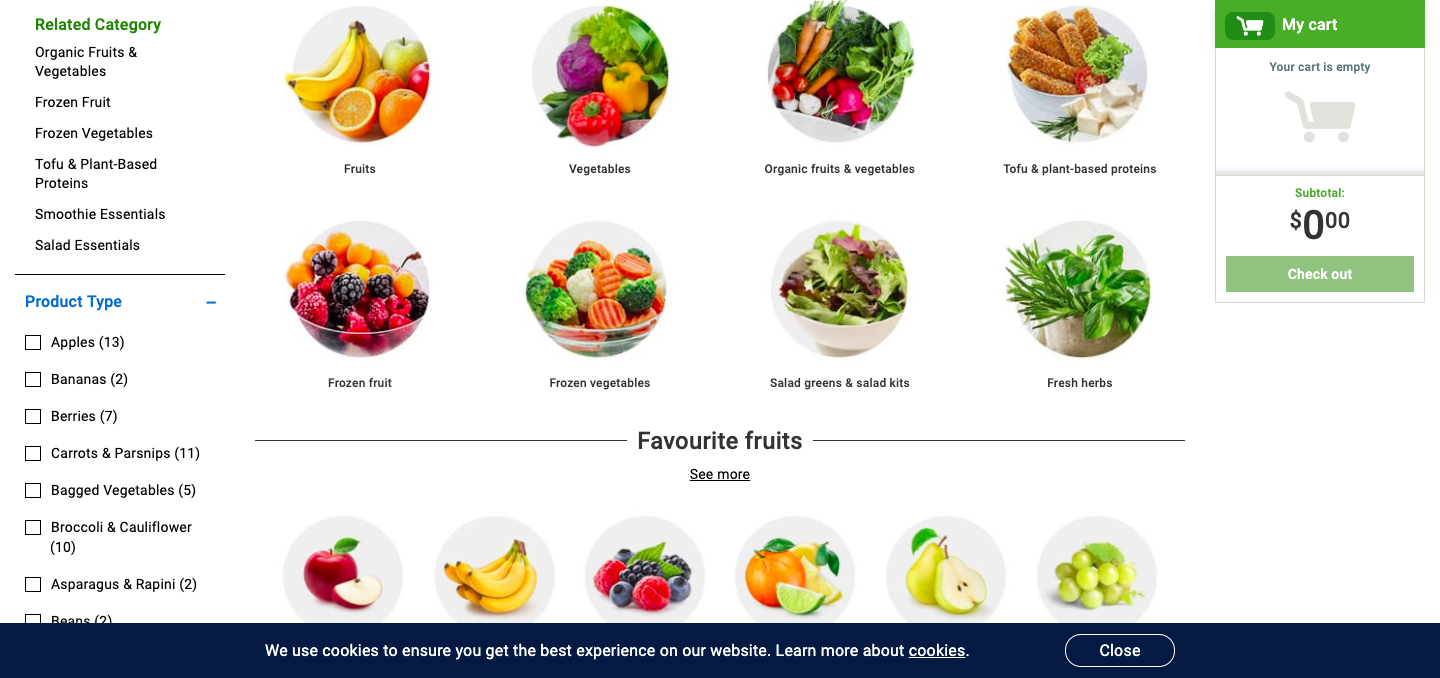 Related Category
Organic Fruits &
Vegetables
Frozen Fruit
Frozen Vegetables
Tofu & Plant-Based
Proteins
Smoothie Essentials
Salad Essentials
Product Type
Apples (13)
Bananas (2)
Berries (7)
Carrots & Parsnips (11)
Bagged Vegetables (5)
Broccoli & Cauliflower
(10)
Asparagus & Rapini (2)
Beans (2)
Fruits
Vegetables
Organic fruits & vegetables
Tofu & plant-based proteins
Frozen fruit
Frozen vegetables
Salad greens & salad kits
Fresh herbs
Favourite fruits
See more
My cart
Your cart is empty
Subtotal:
$000
Check out
We use cookies to ensure you get the best experience on our website. Learn more about cookies.
Close